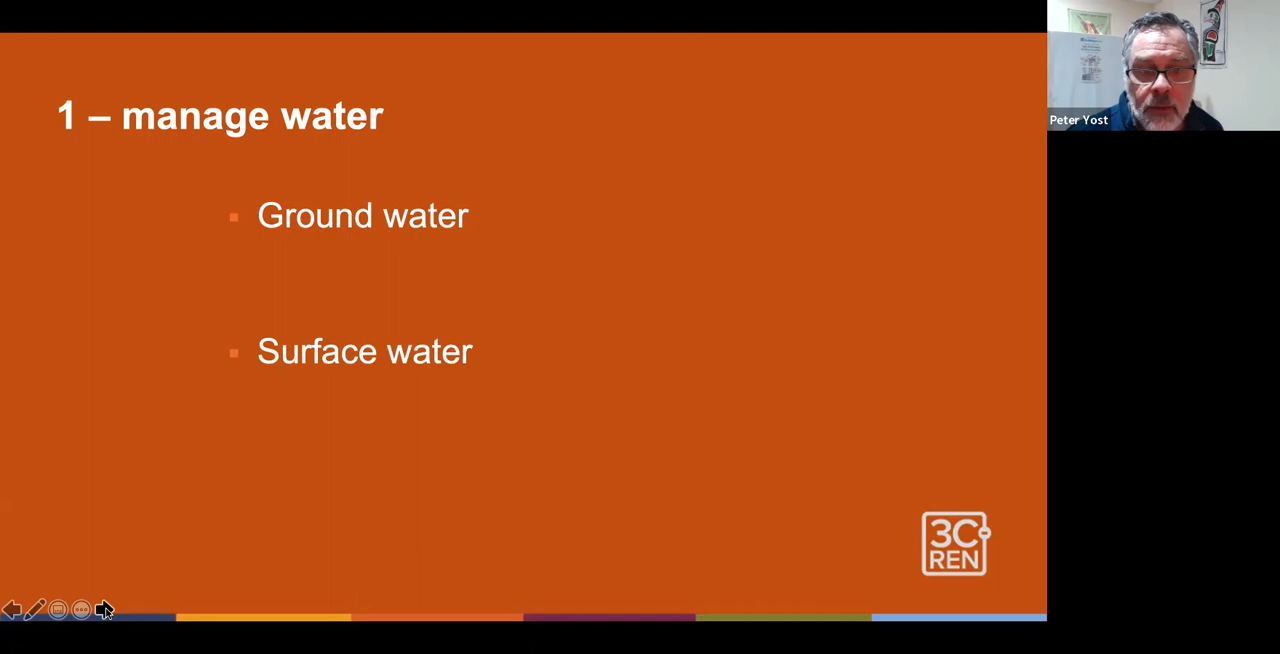 1 – manage water
Ground water
Surface water
3C
REN
Peter Yost